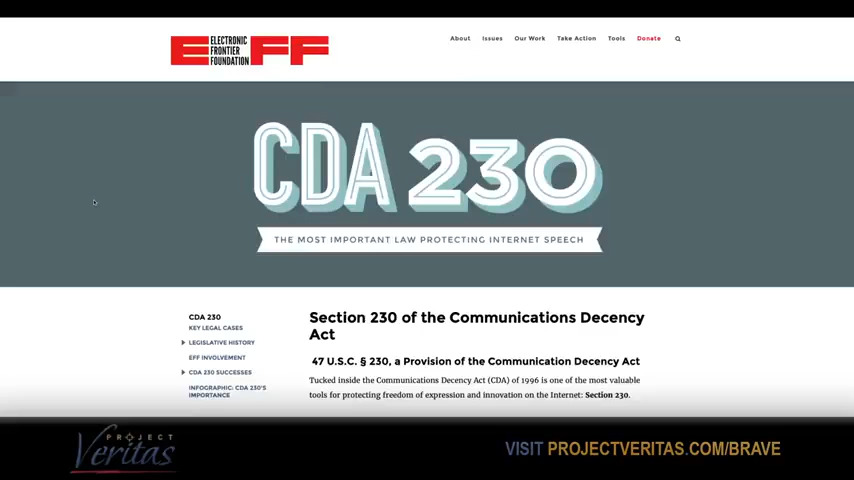 ELECTRONIC
FRONTIER
FOUNDATION
EFF
About Issues Our Work Take Action Tools Donate
CDA 230
THE MOST IMPORTANT LAW PROTECTING INTERNET SPEECH
CDA 230
KEY LEGAL CASES
LEGISLATIVE HISTORY
EFF INVOLVEMENT
CDA 230 SUCCESSES
INFOGRAPHIC: CDA 230'S
IMPORTANCE
Section 230 of the Communications Decency
Act
47 U.S.C. § 230, a Provision of the Communication Decency Act
Tucked inside the Communications Decency Act (CDA) of 1996 is one of the most valuable
tools for protecting freedom of expression and innovation on the Internet: Section 230.
PROJECT
Veritas
VISIT PROJECTVERITAS.COM/BRAVE